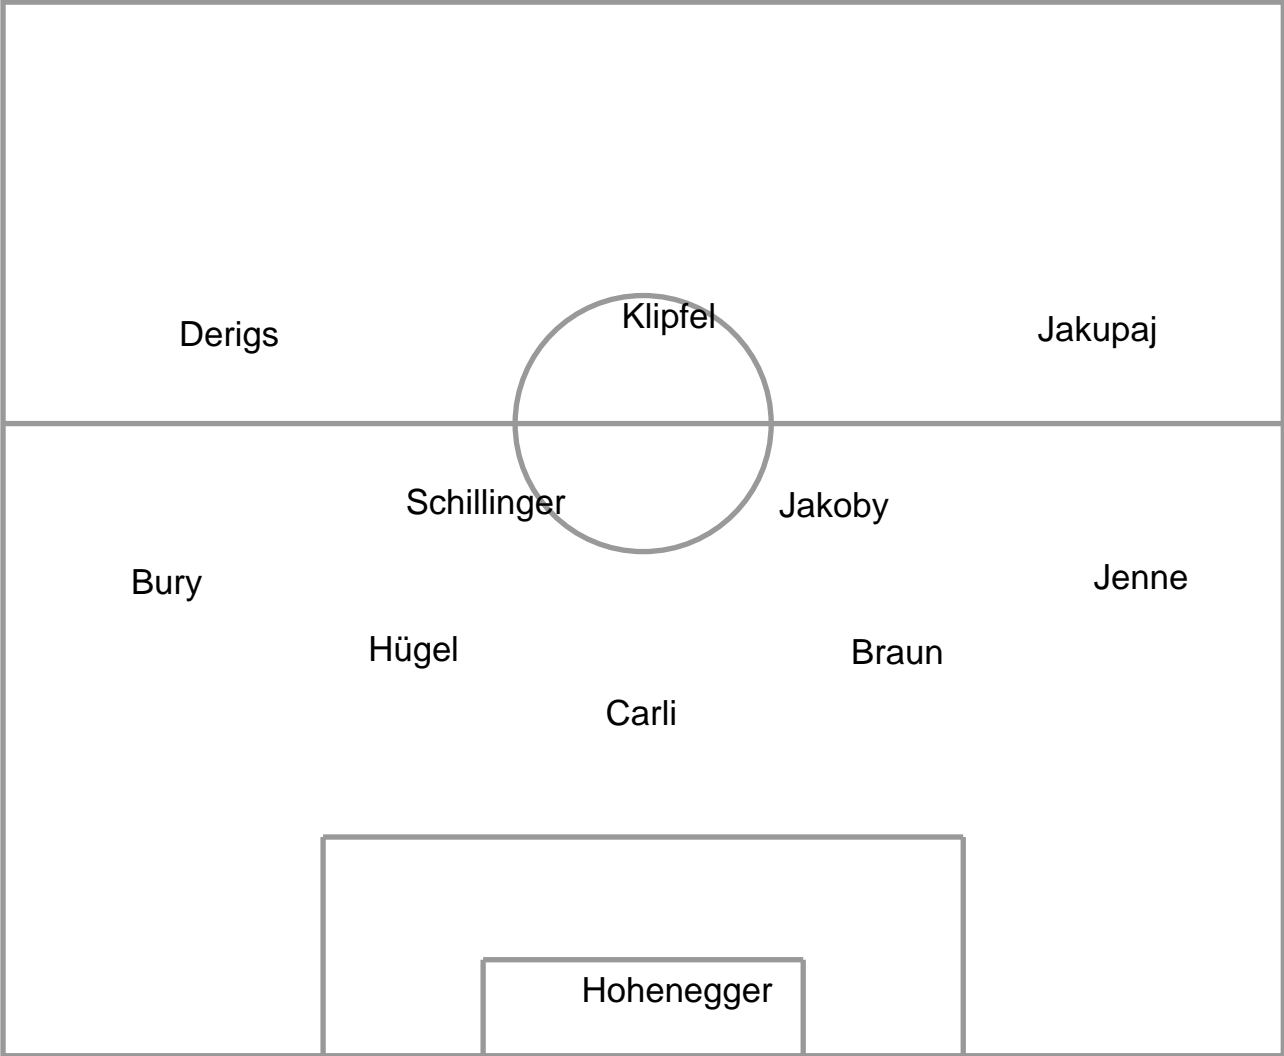 Klipfel
Derigs
Jakupaj
Schillinger
Jakoby
Bury
Jenne
Hügel
Braun
Carli
Hohenegger